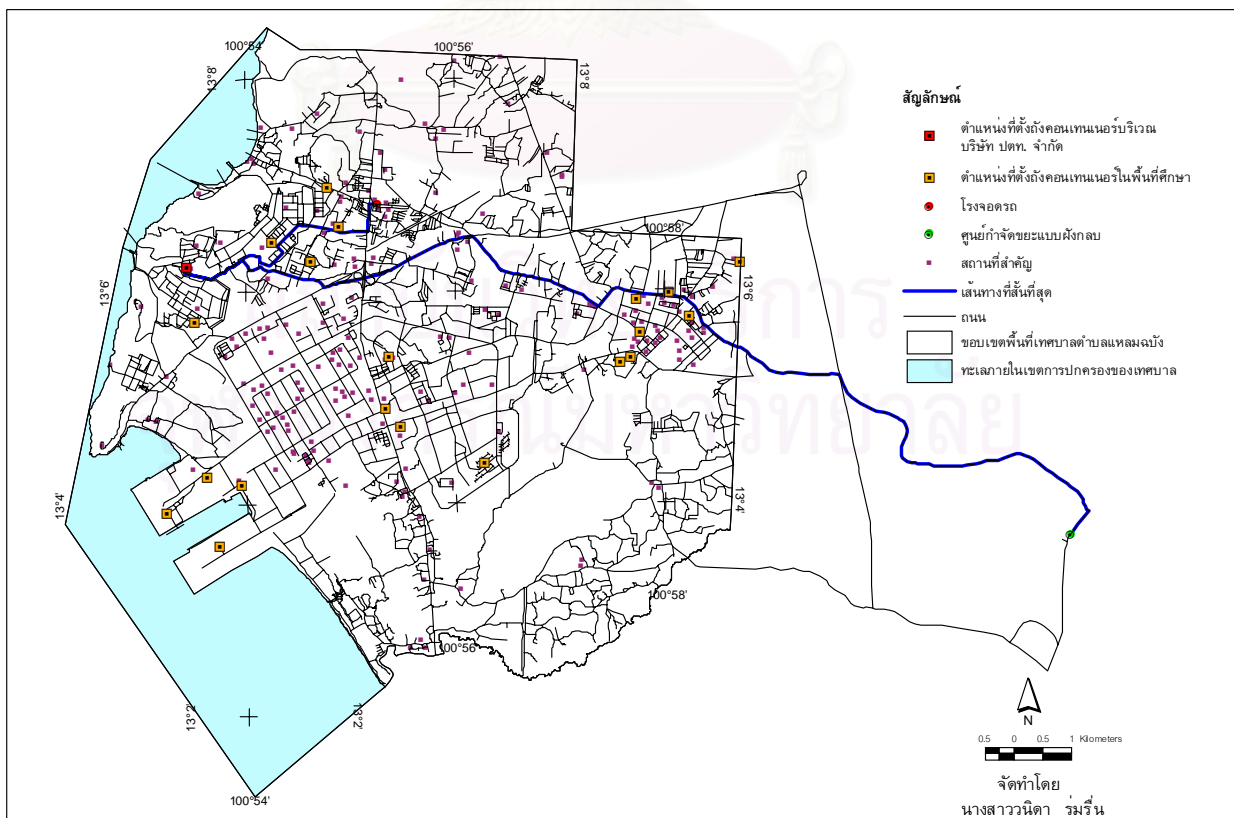 100°54'
100°56'
13°8'
13°8'
สัญลักษณ์
ตำแหน่งที่ตั้งถังคอนเทนเนอร์บริเวณ
บริษัท ปตท. จำกัด
ตำแหน่งที่ตั้งถังคอนเทนเนอร์ในพื้นที่ศึกษา
โรงจอดรถ
ศูนย์กำจัดขยะแบบฝังกลบ
สถานที่สำคัญ
เส้นทางที่สั้นที่สุด
ถนน
ขอบเขตพื้นที่เทศบาลตำบลแหลมฉบัง
ทะเลภายในเขตการปกครองของเทศบาล
100°58'
13°6'
13°6'
13°4'
13°4'
100°58'
100°56'
13°2'
13°2'
100°54'
N
0.5 0 0.5 1 Kilometers
จัดทำโดย
นางสาววนิดา ร่มรื่น